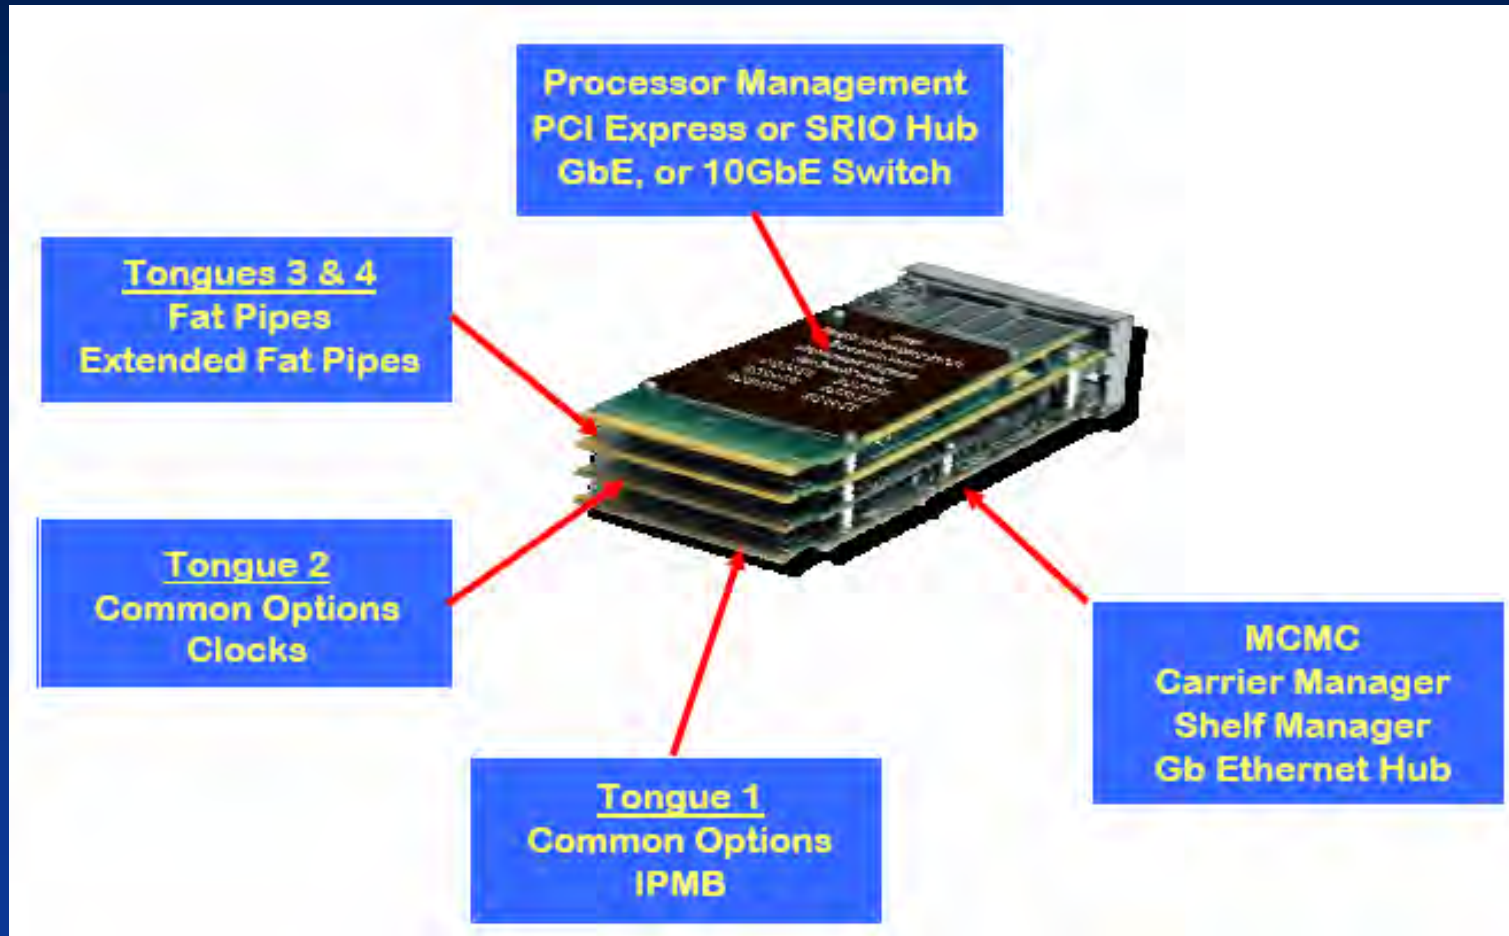 Processor Management
PCI Express or SRIO Hub
GbE, or 10GbE Switch
Tongues 3 & 4
Fat Pipes
Extended Fat Pipes
Tongue 2
Common Options
Clocks
MCMC
Carrier Manager
Shelf Manager
Gb Ethernet Hub
Tongue 1
Common Options
IPMB